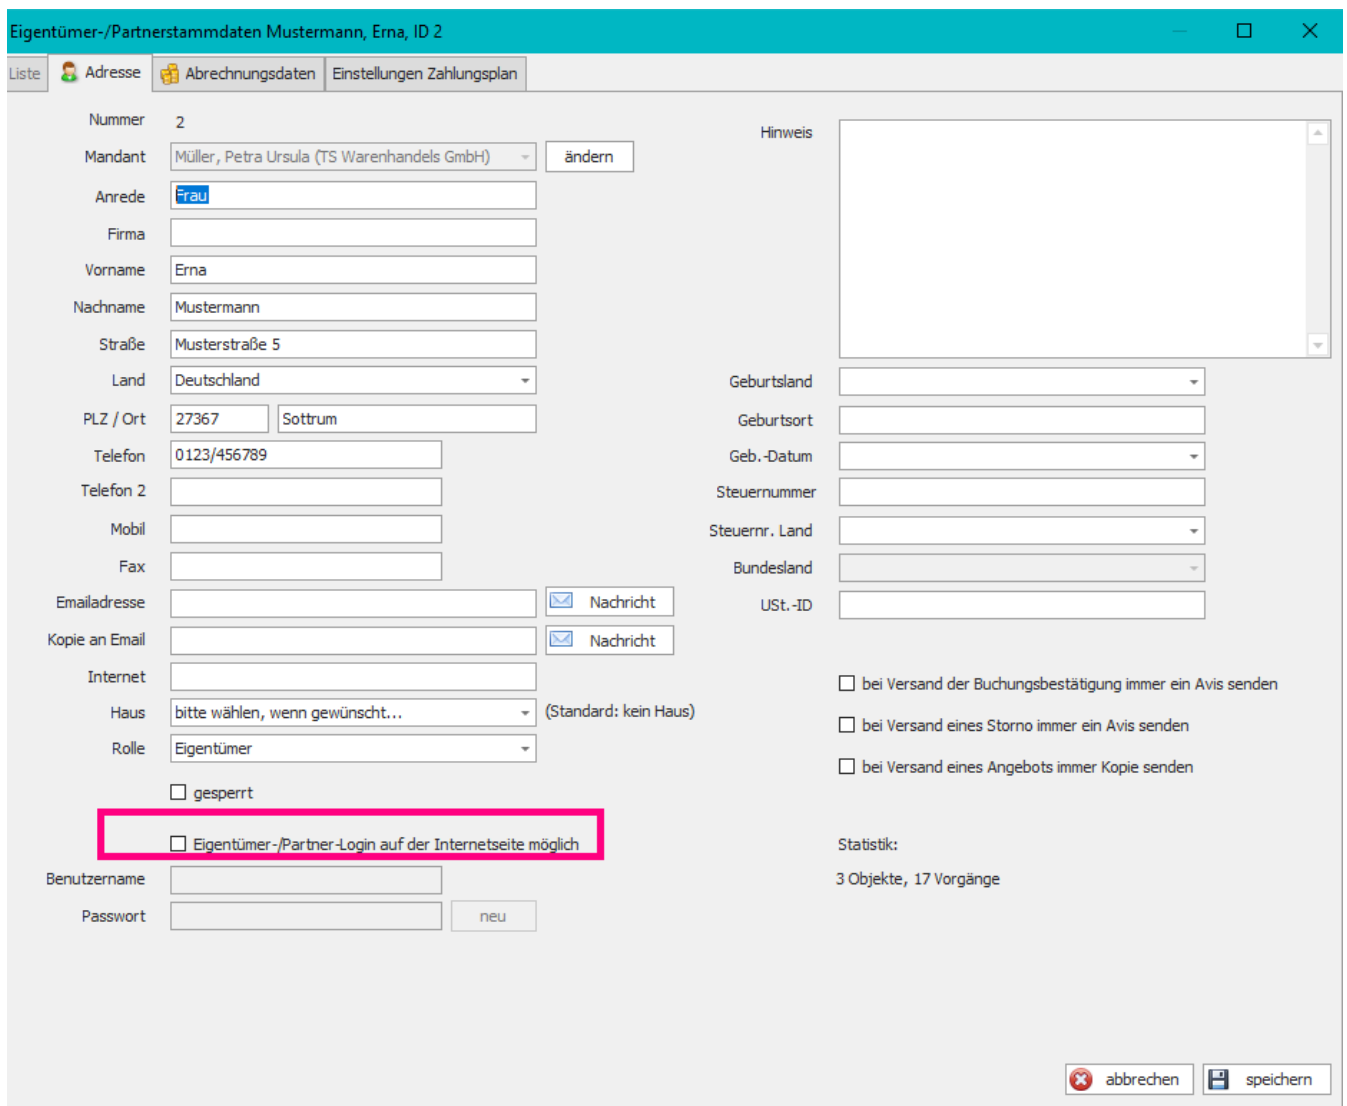 Eigentümer-/Partnerstammdaten Mustermann, Erna, ID 2
Liste Adresse Abrechnungsdaten Einstellungen Zahlungsplan
Nummer 2
Mandant Müller, Petra Ursula (TS Warenhandels GmbH) ändern
Anrede Frau
Firma
Vorname Erna
Nachname Mustermann
Straße Musterstraße 5
Land Deutschland
PLZ / Ort 27367 Sottrum
Telefon 0123/456789
Telefon 2
Mobil
Fax
Emailadresse Nachricht
Kopie an Email Nachricht
Internet
Haus bitte wählen, wenn gewünscht... (Standard: kein Haus)
Rolle Eigentümer
gesperrt
Eigentümer-/Partner-Login auf der Internetseite möglich
Benutzername
Passwort neu
Hinweis
Geburtsland
Geburtsort
Geb.-Datum
Steuernummer
Steuernr. Land
Bundesland
USt.-ID
bei Versand der Buchungsbestätigung immer ein Avis senden
bei Versand eines Storno immer ein Avis senden
bei Versand eines Angebots immer Kopie senden
Statistik:
3 Objekte, 17 Vorgänge
abbrechen speichern